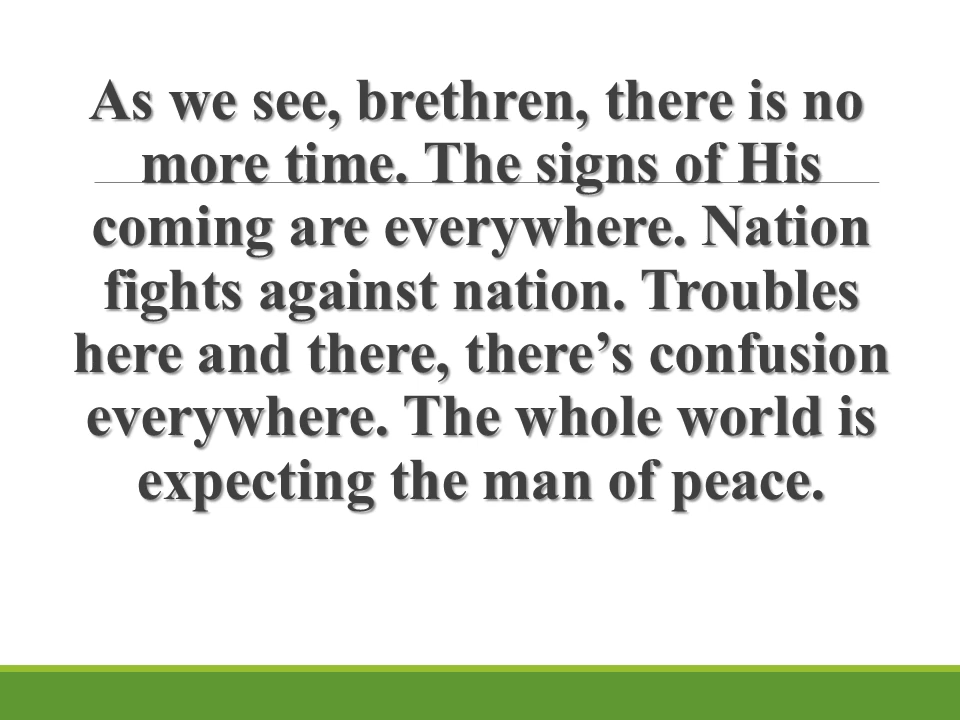 As we see, brethren, there is no
more time. The signs of His
coming are everywhere. Nation
fights against nation. Troubles
here and there, there’s confusion
everywhere. The whole world is
expecting the man of peace.